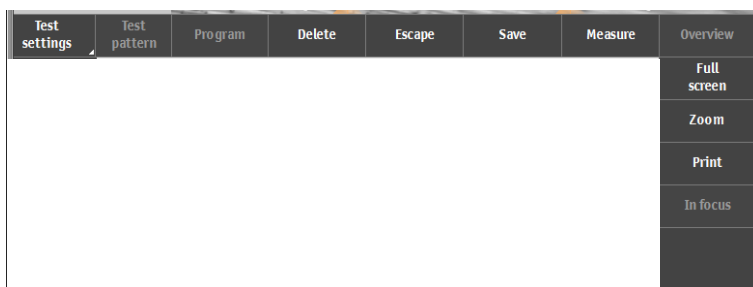 Test
settings
Test
pattern
Program
Delete
Escape
Save
Measure
Overview
Full
screen
Zoom
Print
In focus